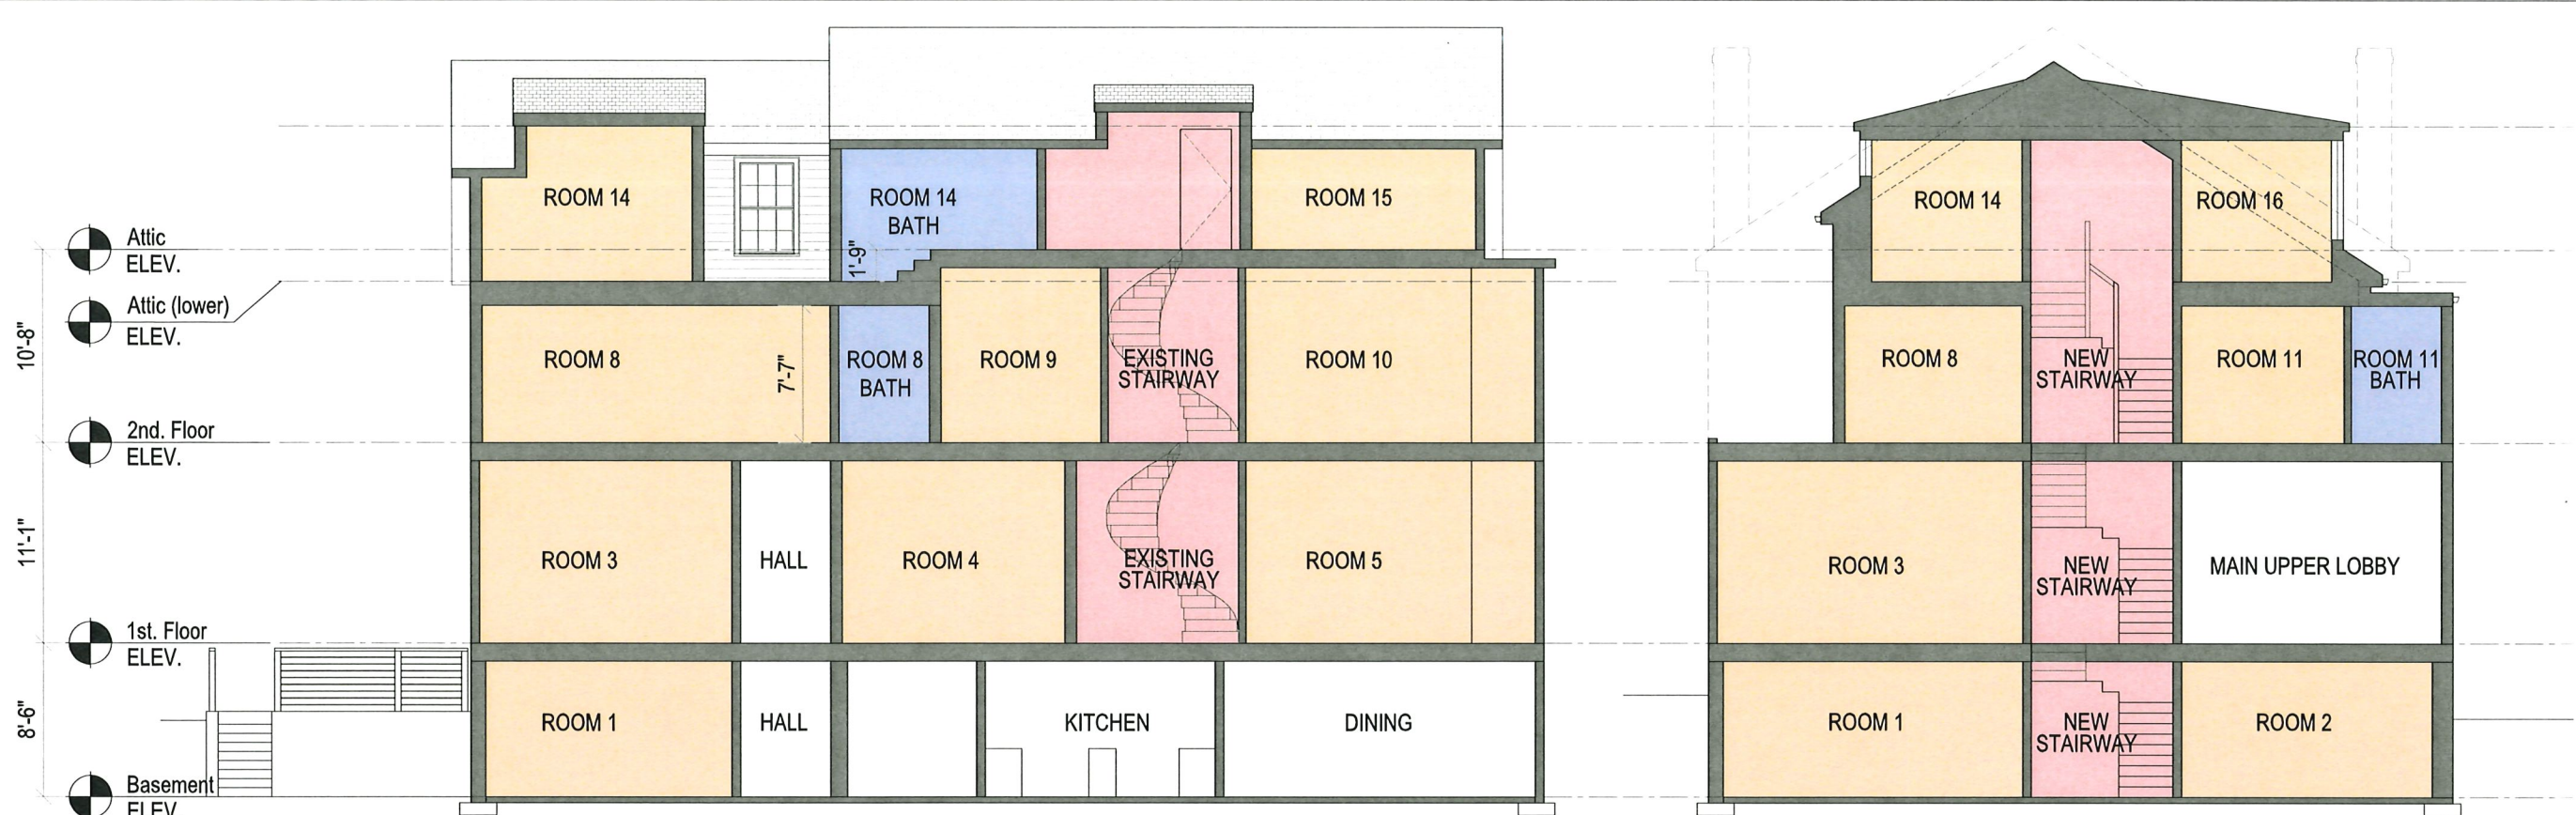 ROOM 14
ROOM 14
BATH
ROOM 15
ROOM 14
ROOM 16
Attic
ELEV.
1'-9"
Attic (lower)
ELEV.
10'-8"
ROOM 8
7'-7"
ROOM 8
BATH
ROOM 9
EXISTING
STAIRWAY
ROOM 10
ROOM 8
NEW
STAIRWAY
ROOM 11
ROOM 11
BATH
2nd. Floor
ELEV.
11'-1"
ROOM 3
HALL
ROOM 4
EXISTING
STAIRWAY
ROOM 5
ROOM 3
NEW
STAIRWAY
MAIN UPPER LOBBY
1st. Floor
ELEV.
8'-6"
ROOM 1
HALL
KITCHEN
DINING
ROOM 1
NEW
STAIRWAY
ROOM 2
Basement
ELEV.